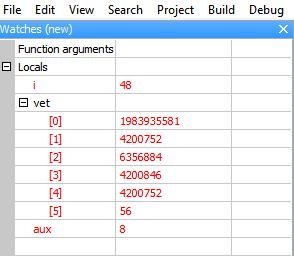 File Edit View Search Project Build Debug
Watches (new)
Function arguments
Locals
i 48
vet
[0] 1983935581
[1] 4200752
[2] 6356884
[3] 4200846
[4] 4200752
[5] 56
aux 8